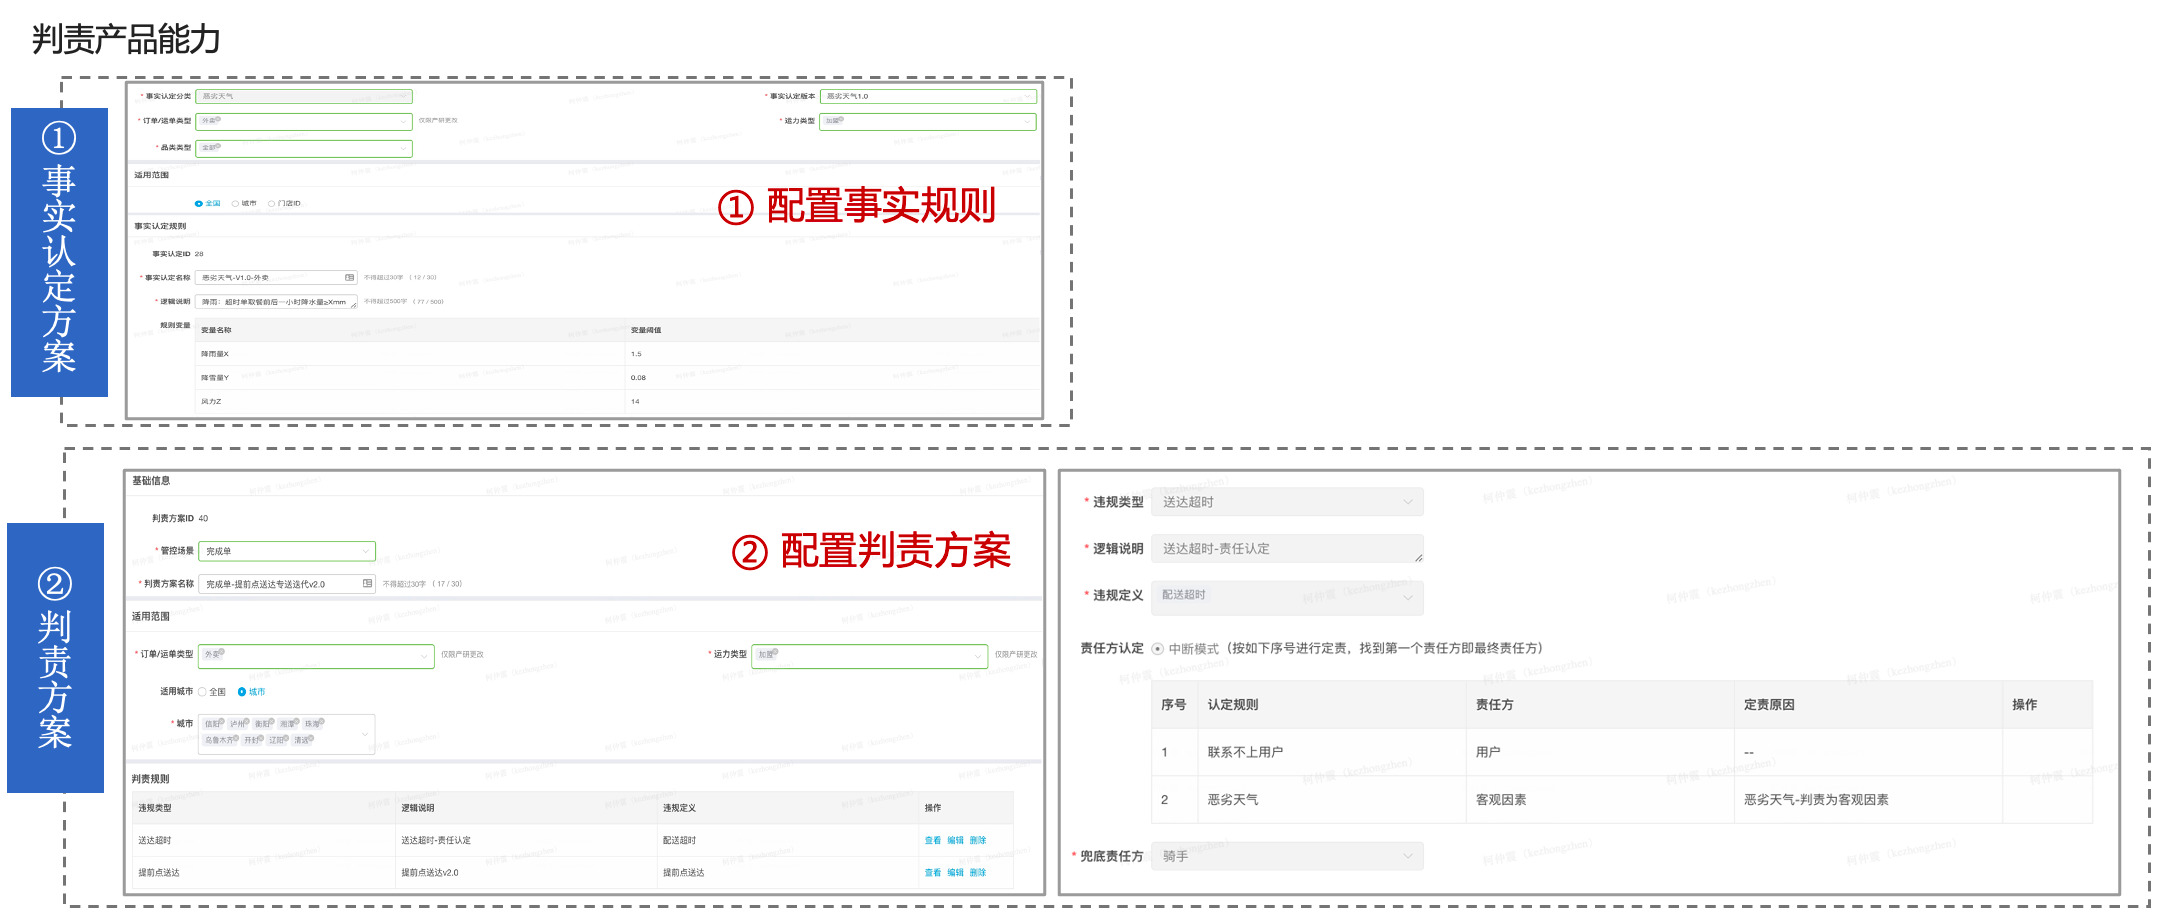 判责产品能力
① 事实认定方案
* 事实认定分类 恶劣天气
* 事实认定版本 恶劣天气1.0
* 订单/运单类型 外卖 仅限产研更改
* 运力类型 加盟
* 品类类型 全部
适用范围
全国 城市 门店ID
① 配置事实规则
事实认定规则
事实认定ID 28
* 事实认定名称 恶劣天气-V1.0-外卖 不得超过30字 (12 / 30)
* 逻辑说明 降雨：超时单取餐前后一小时降水量≥Xmm 不得超过500字 (77 / 500)
规则变量 变量名称 变量阈值
降雨量X 1.5
降雪量Y 0.08
风力Z 14
② 判责方案
基础信息
判责方案ID 40
* 管控场景 完成单
② 配置判责方案
* 判责方案名称 完成单-提前点送达专送迭代v2.0 不得超过30字 (17 / 30)
适用范围
* 订单/运单类型 外卖 仅限产研更改
* 运力类型 加盟 仅限产研更改
适用城市 全国 城市
* 城市 信阳 泸州 衡阳 湘潭 珠海
乌鲁木齐 开封 辽阳 清远
判责规则
违规类型 逻辑说明 违规定义 操作
送达超时 送达超时-责任认定 配送超时 查看 编辑 删除
提前点送达 提前点送达v2.0 提前点送达 查看 编辑 删除
* 违规类型 送达超时
* 逻辑说明 送达超时-责任认定
* 违规定义 配送超时
责任方认定 中断模式（按如下序号进行定责，找到第一个责任方即最终责任方）
序号 认定规则 责任方 定责原因 操作
1 联系不上用户 用户 --
2 恶劣天气 客观因素 恶劣天气-判责为客观因素
* 兜底责任方 骑手